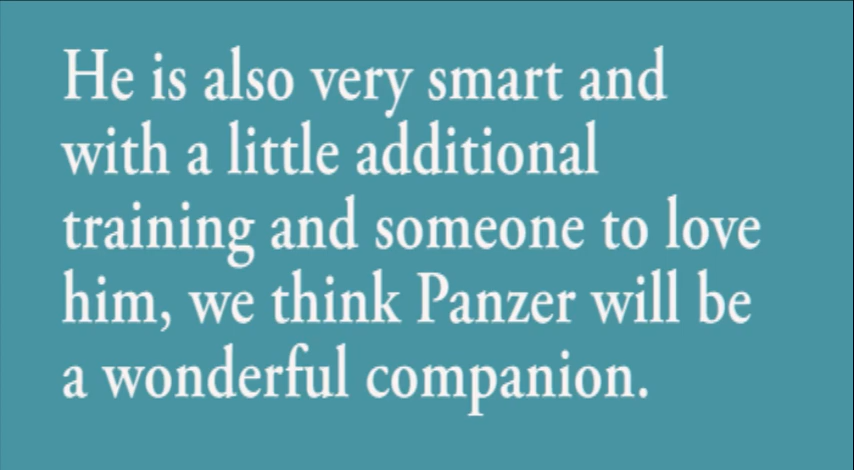 He is also very smart and
with a little additional
training and someone to love
him, we think Panzer will be
a wonderful companion.